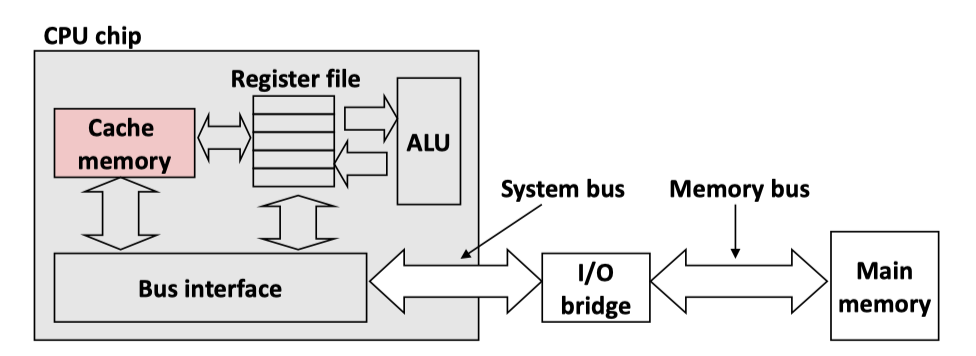 CPU chip
Register file
Cache
memory
ALU
System bus
Memory bus
Bus interface
I/O
bridge
Main
memory